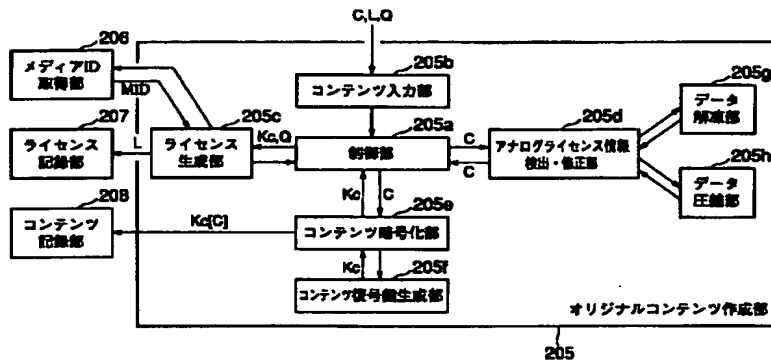 C,L,Q
206
メディアID
取得部
MID
205b
コンテンツ入力部
205g
データ
解凍部
207
ライセンス
記録部
L
205c
ライセンス
生成部
Kc,Q
205a
制御部
C
C
205d
アナログライセンス情報
検出・修正部
205h
データ
圧縮部
Kc
C
205e
208
コンテンツ
記録部
Kc[C]
コンテンツ暗号化部
Kc
205f
コンテンツ復号鍵生成部
オリジナルコンテンツ作成部
205